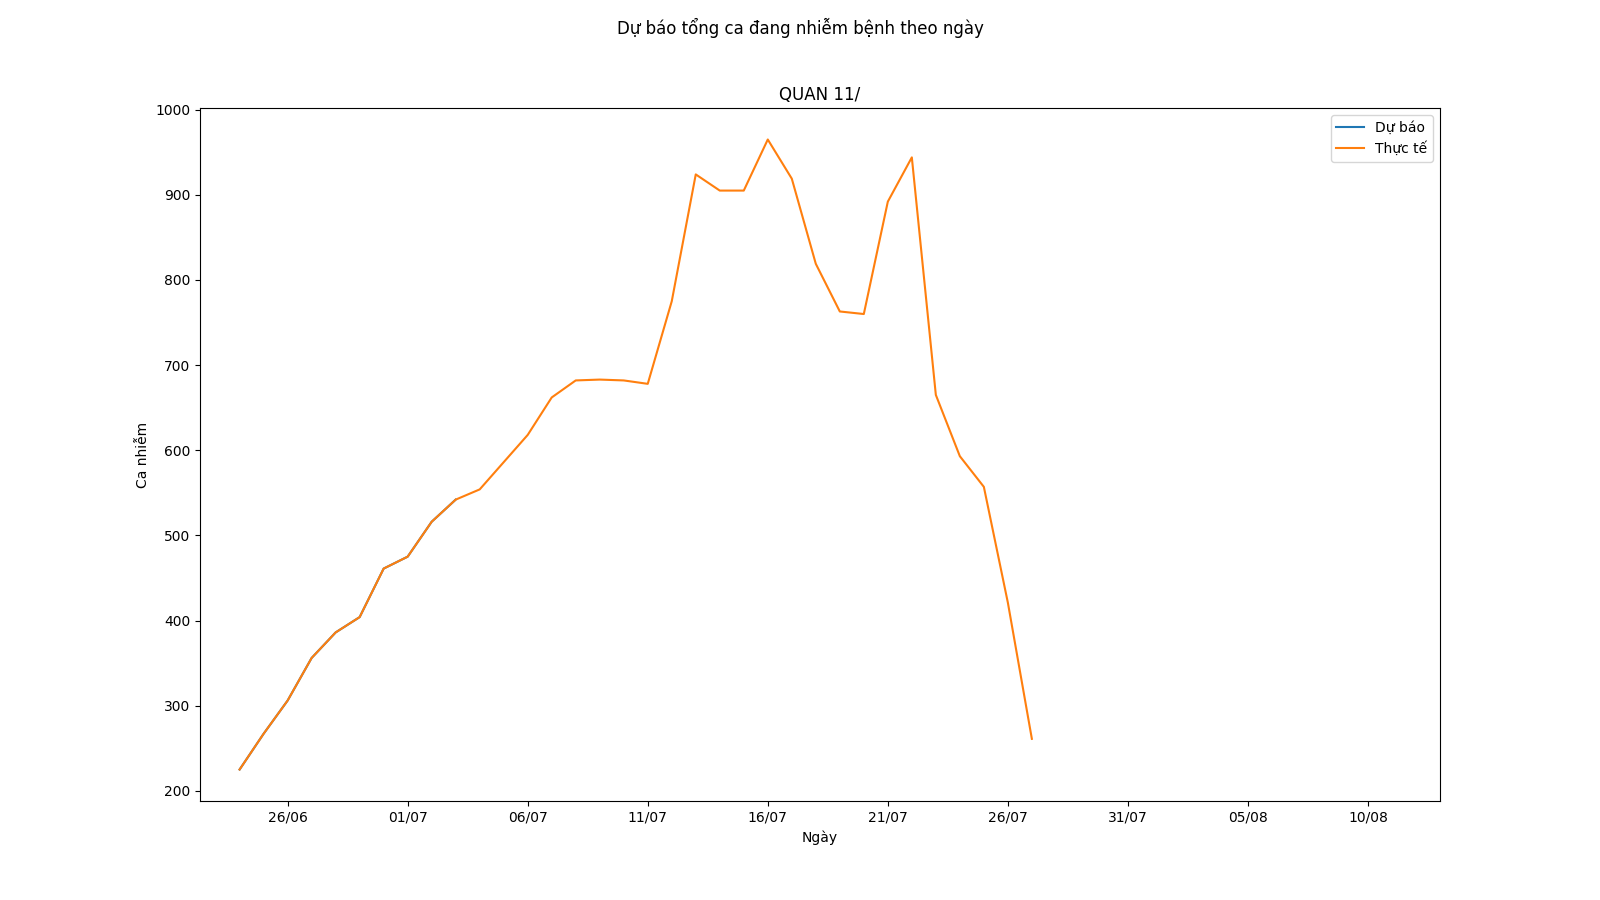 Dự báo tổng ca đang nhiễm bệnh theo ngày
QUAN 11/
Dự báo
Thực tế
1000
900
800
700
600
500
400
300
200
Ca nhiễm
26/06 01/07 06/07 11/07 16/07 21/07 26/07 31/07 05/08 10/08
Ngày